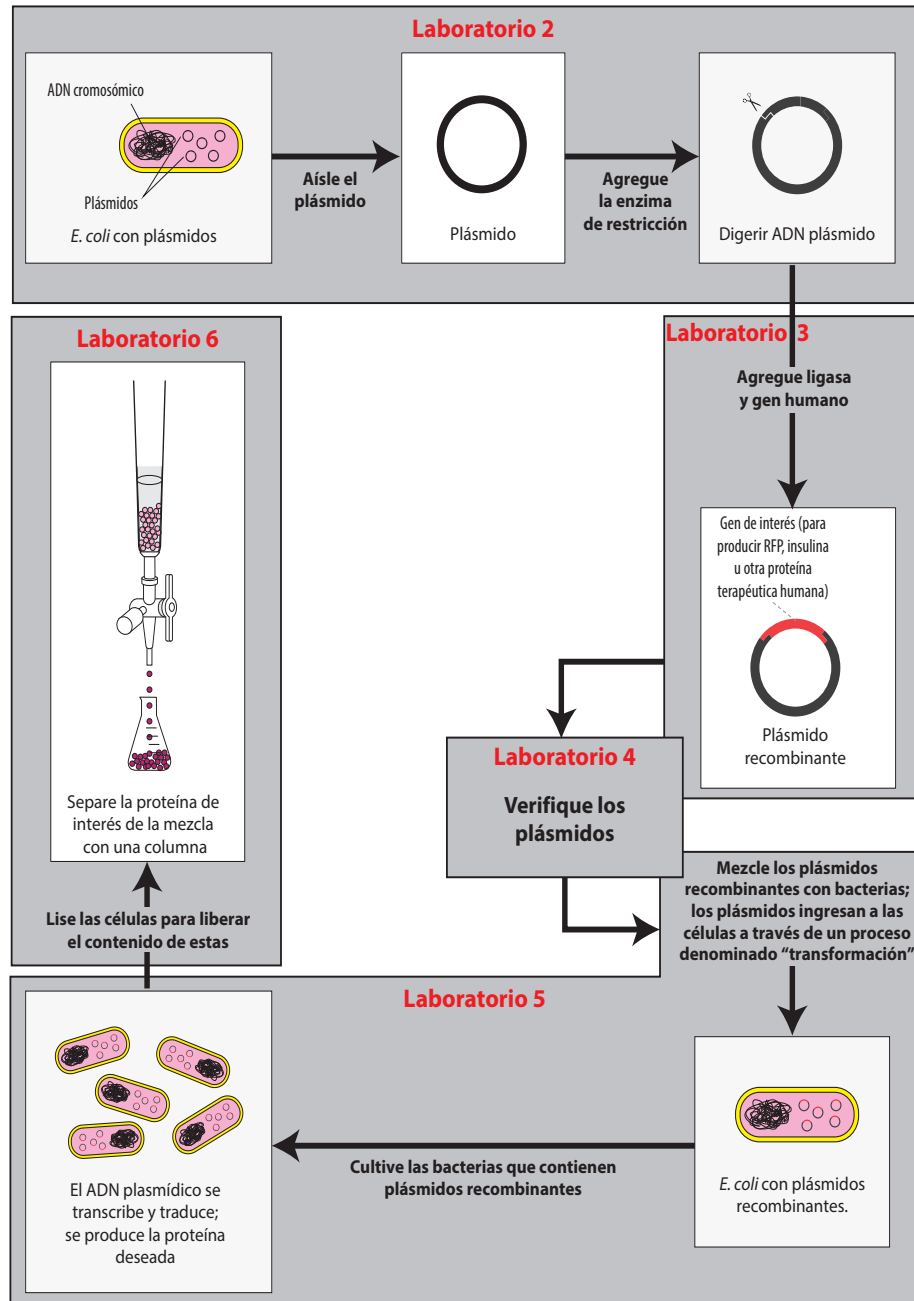 Laboratorio 2
ADN cromosómico
Plásmidos
E. coli con plásmidos
Aísle el
plásmido
Plásmido
Agregue
la enzima
de restricción
Digerir ADN plásmido
Laboratorio 3
Agregue ligasa
y gen humano
Gen de interés (para
producir RFP, insulina
u otra proteína
terapéutica humana)
Plásmido
recombinante
Laboratorio 4
Verifique los
plásmidos
Mezcle los plásmidos
recombinantes con bacterias;
los plásmidos ingresan a las
células a través de un proceso
denominado “transformación”
Laboratorio 5
E. coli con plásmidos
recombinantes.
Cultive las bacterias que contienen
plásmidos recombinantes
El ADN plasmídico se
transcribe y traduce;
se produce la proteína
deseada
Lise las células para liberar
el contenido de estas
Laboratorio 6
Separe la proteína de
interés de la mezcla
con una columna